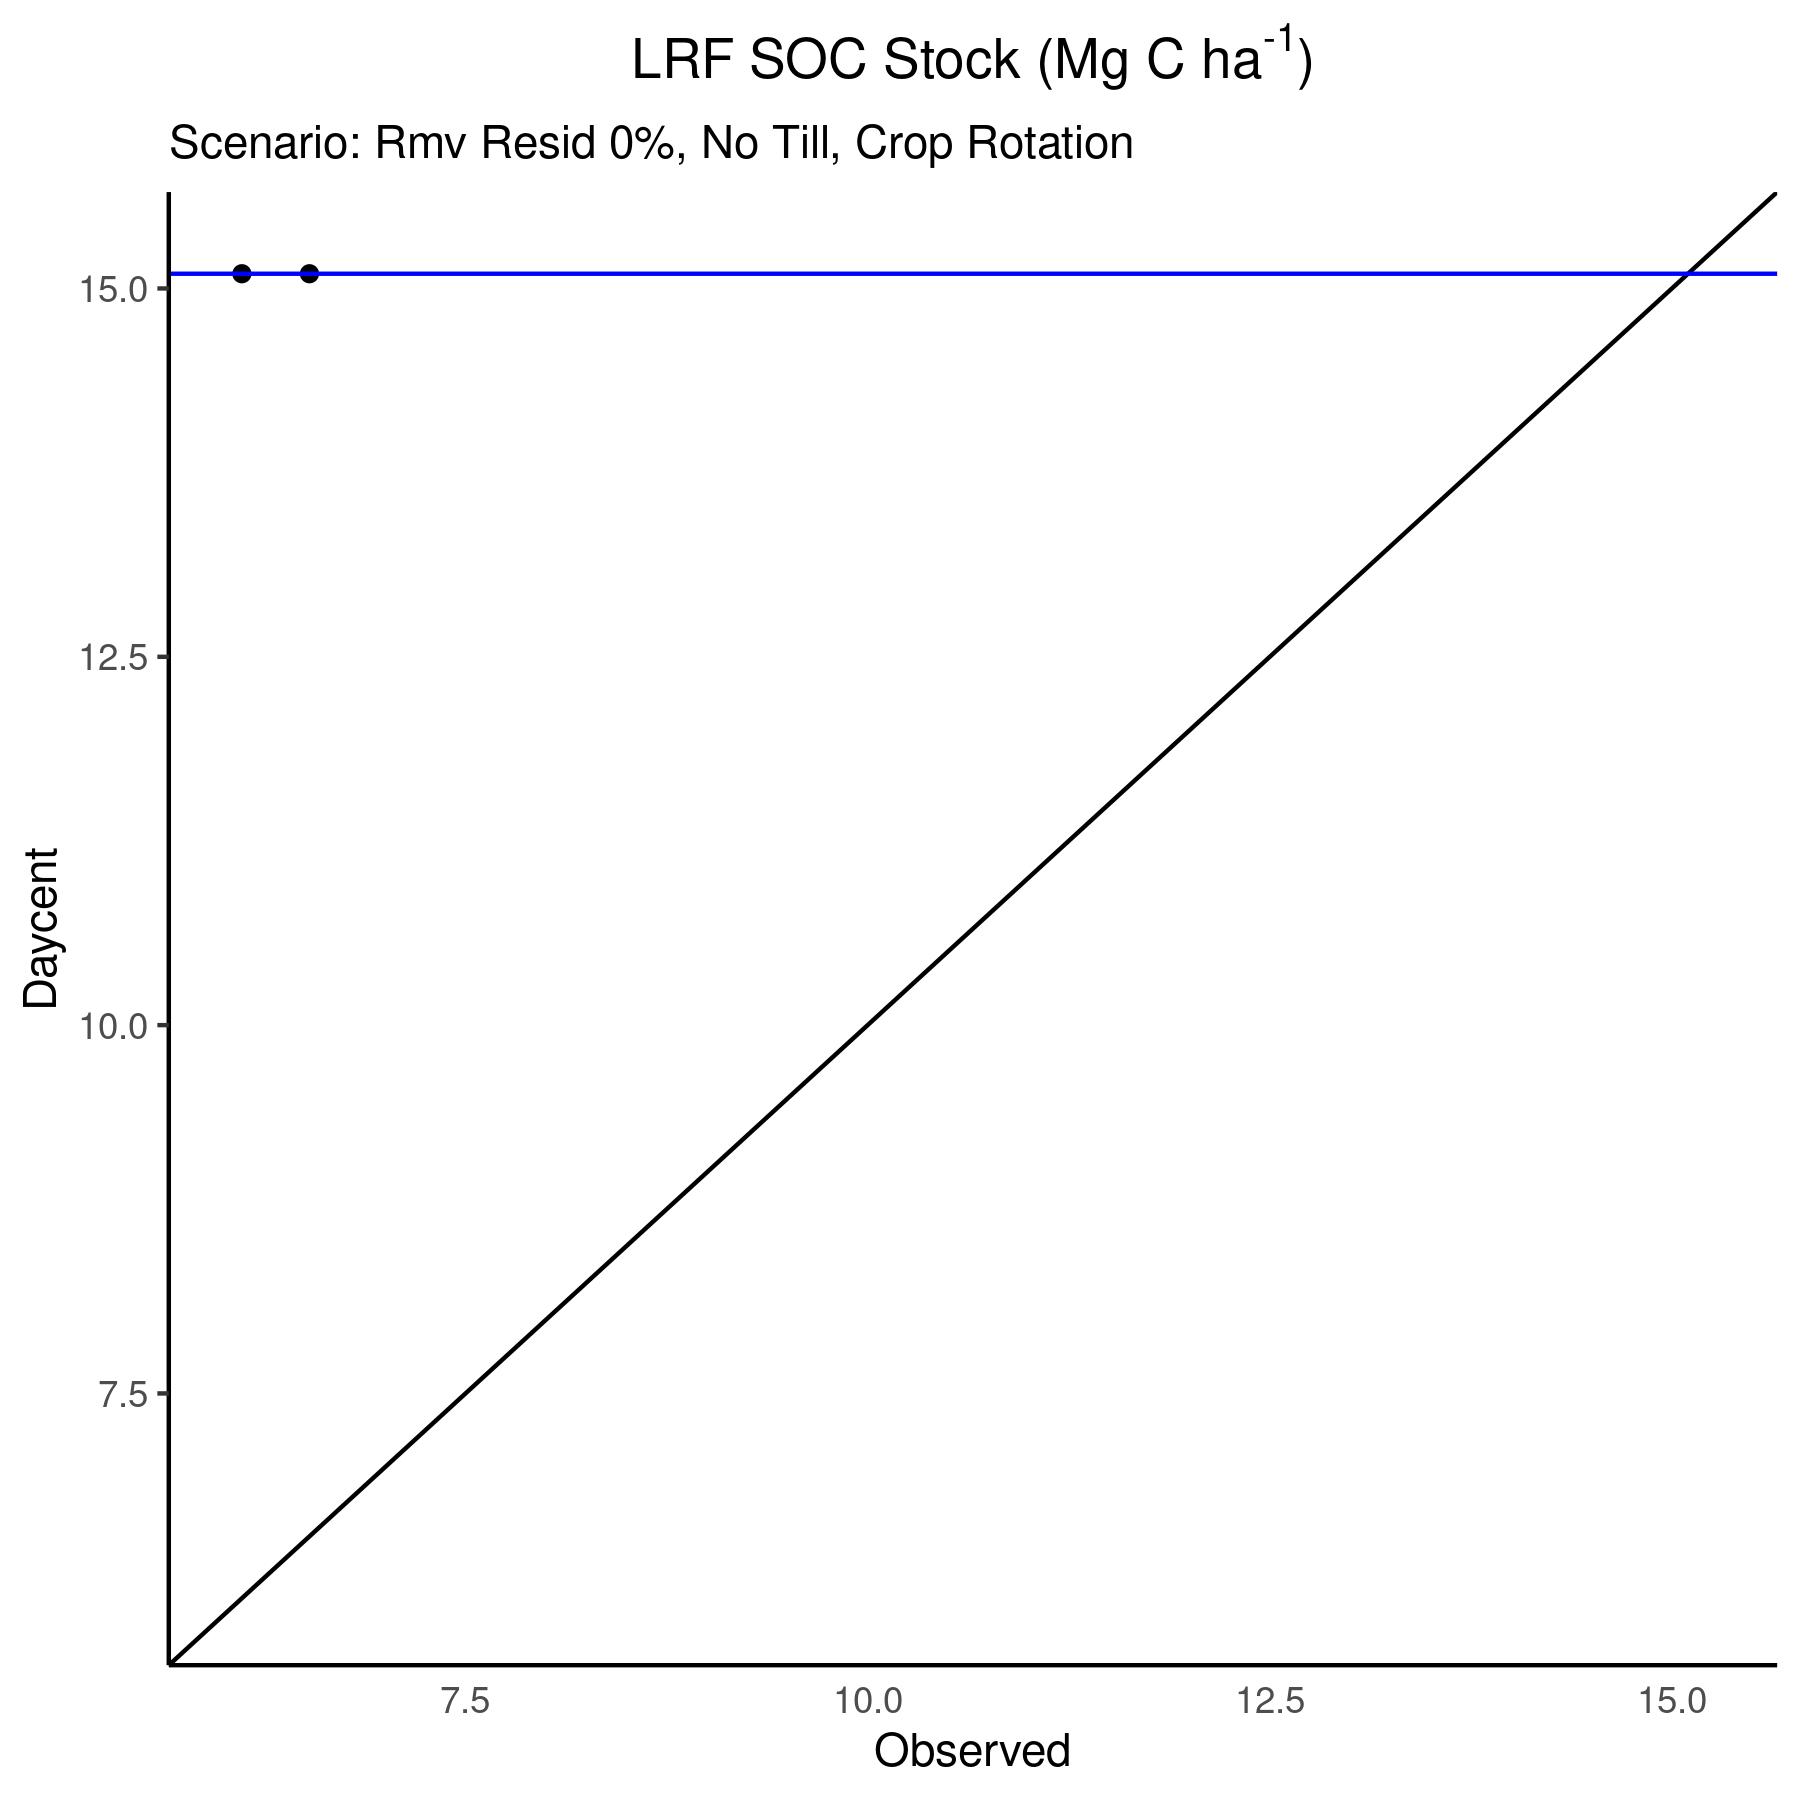 LRF SOC Stock (Mg C ha-1)
Scenario: Rmv Resid 0%, No Till, Crop Rotation
15.0
12.5
10.0
7.5
Daycent
7.5 10.0 12.5 15.0
Observed